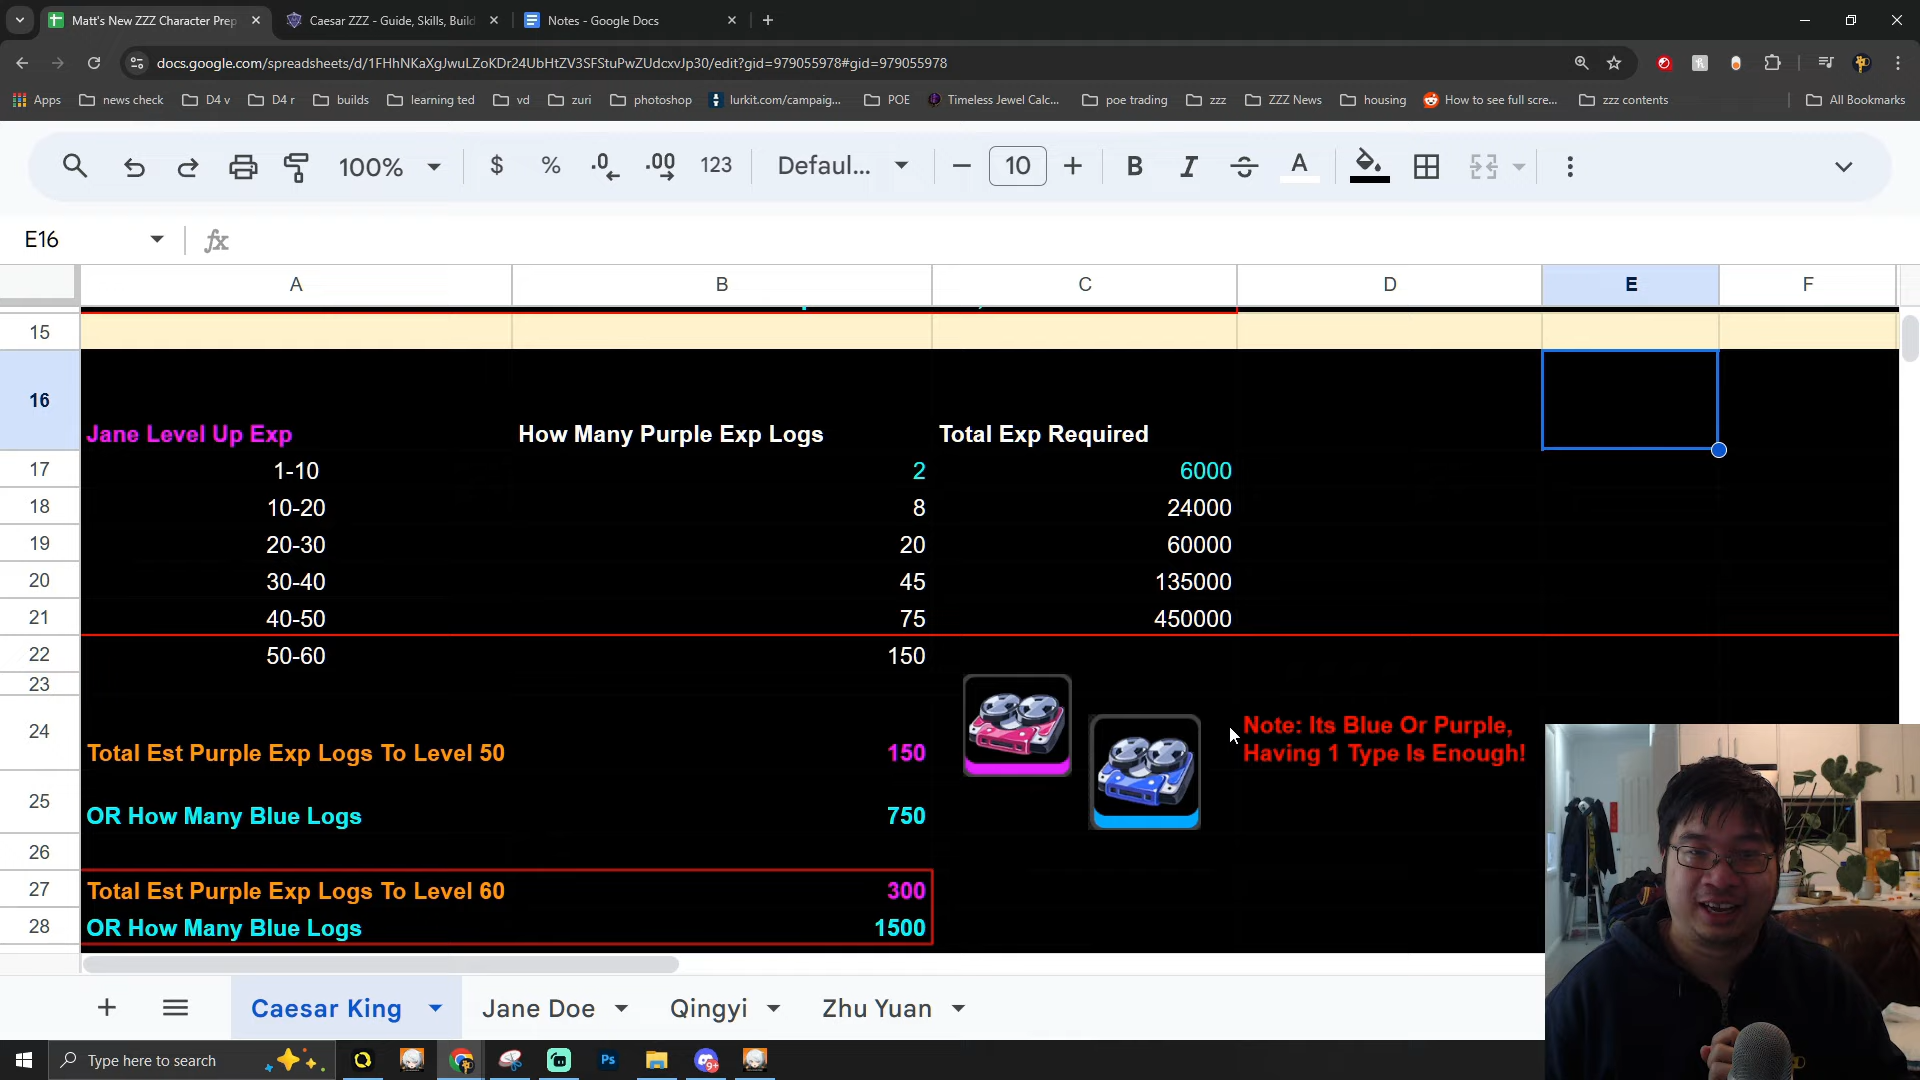 Matt's New ZZZ Character Prep
Caesar ZZZ - Guide, Skills, Build
Notes - Google Docs
docs.google.com/spreadsheets/d/1FHhNKaXgJwuLZoKDr24UbHtZV3SFStuPwZUdcxvJp30/edit?gid=979055978#gid=979055978
Apps news check D4 v D4 r builds learning ted vd zuri photoshop lurkit.com/campaig... POE Timeless Jewel Calc... poe trading zzz ZZZ News housing How to see full scre... zzz contents All Bookmarks
100% $ % .0 .00 123 Defaul... 10 B I A
E16 fx
A B C D E F
15
16 Jane Level Up Exp How Many Purple Exp Logs Total Exp Required
17 1-10 2 6000
18 10-20 8 24000
19 20-30 20 60000
20 30-40 45 135000
21 40-50 75 450000
22 50-60 150
23
24 Total Est Purple Exp Logs To Level 50 150 Note: Its Blue Or Purple,
Having 1 Type Is Enough!
25 OR How Many Blue Logs 750
26
27 Total Est Purple Exp Logs To Level 60 300
28 OR How Many Blue Logs 1500
Caesar King Jane Doe Qingyi Zhu Yuan
Type here to search Ps 9+